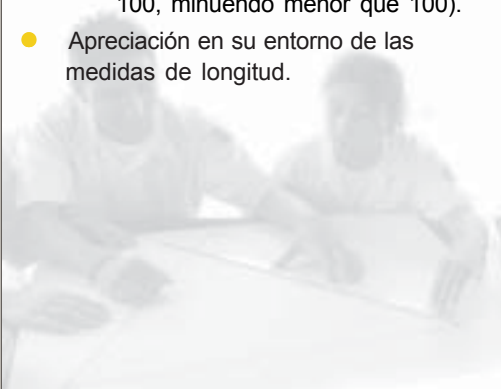 100, minuendo menor que 100).
Apreciación en su entorno de las
medidas de longitud.